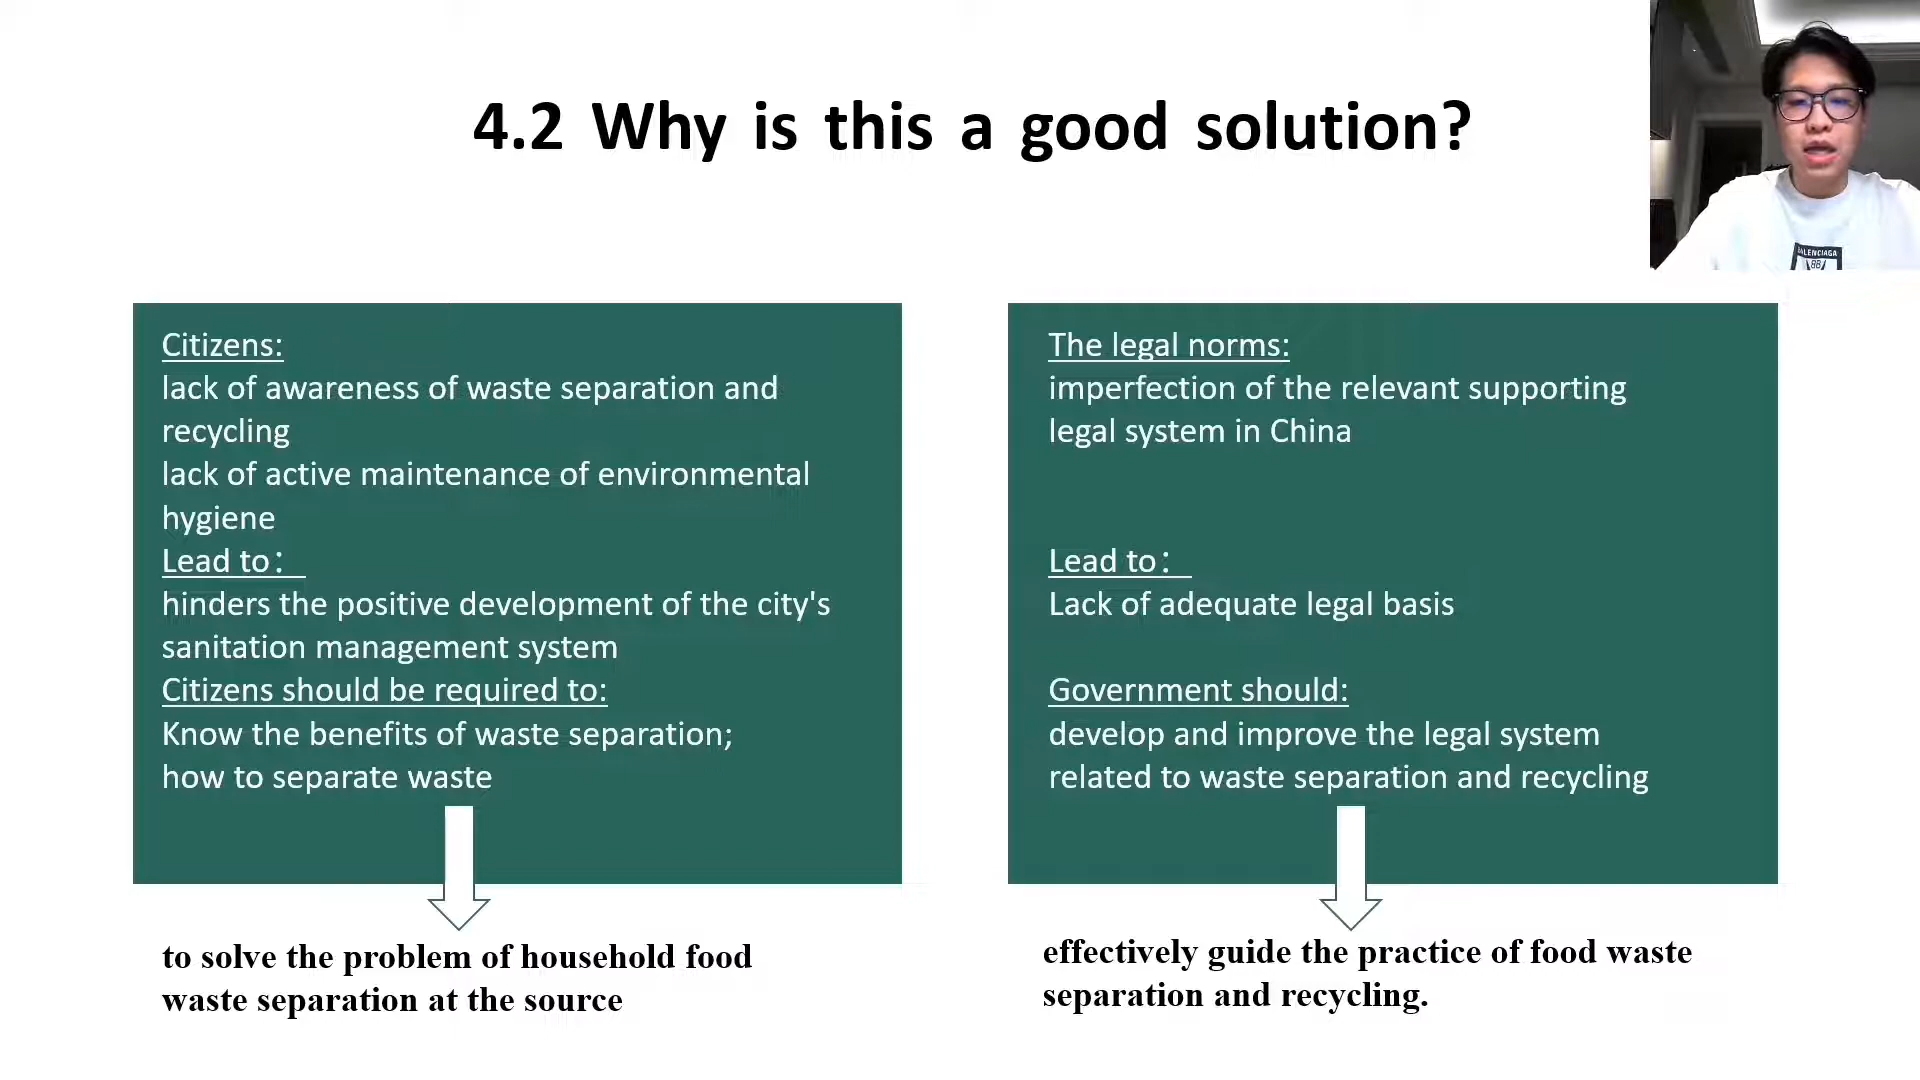 4.2 Why is this a good solution?
BALENCIAGA
BB
Citizens:
lack of awareness of waste separation and
recycling
lack of active maintenance of environmental
hygiene
Lead to：
hinders the positive development of the city's
sanitation management system
Citizens should be required to:
Know the benefits of waste separation;
how to separate waste
to solve the problem of household food
waste separation at the source
The legal norms:
imperfection of the relevant supporting
legal system in China
Lead to：
Lack of adequate legal basis
Government should:
develop and improve the legal system
related to waste separation and recycling
effectively guide the practice of food waste
separation and recycling.